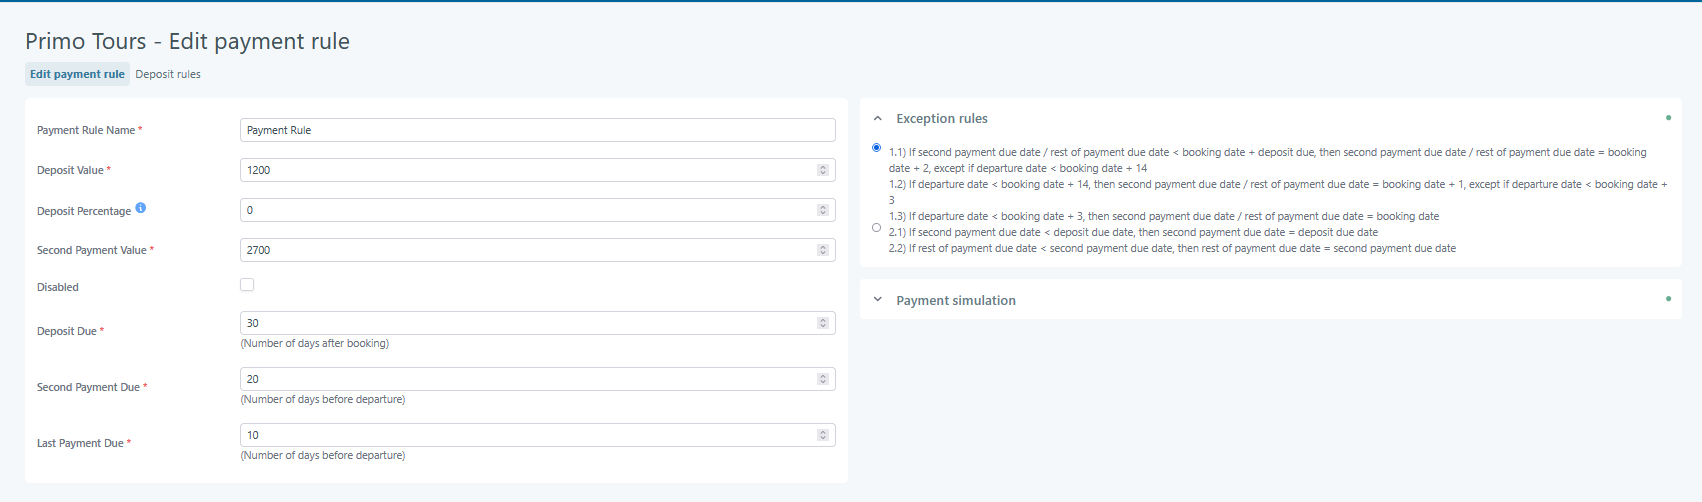 Primo Tours - Edit payment rule
Edit payment rule Deposit rules
Payment Rule Name *
Payment Rule
Deposit Value *
1200
Deposit Percentage i
0
Second Payment Value *
2700
Disabled
Deposit Due *
30
(Number of days after booking)
Second Payment Due *
20
(Number of days before departure)
Last Payment Due *
10
(Number of days before departure)
Exception rules
1.1) If second payment due date / rest of payment due date < booking date + deposit due, then second payment due date / rest of payment due date = booking
date + 2, except if departure date < booking date + 14
1.2) If departure date < booking date + 14, then second payment due date / rest of payment due date = booking date + 1, except if departure date < booking date +
3
1.3) If departure date < booking date + 3, then second payment due date / rest of payment due date = booking date
2.1) If second payment due date < deposit due date, then second payment due date = deposit due date
2.2) If rest of payment due date < second payment due date, then rest of payment due date = second payment due date
Payment simulation